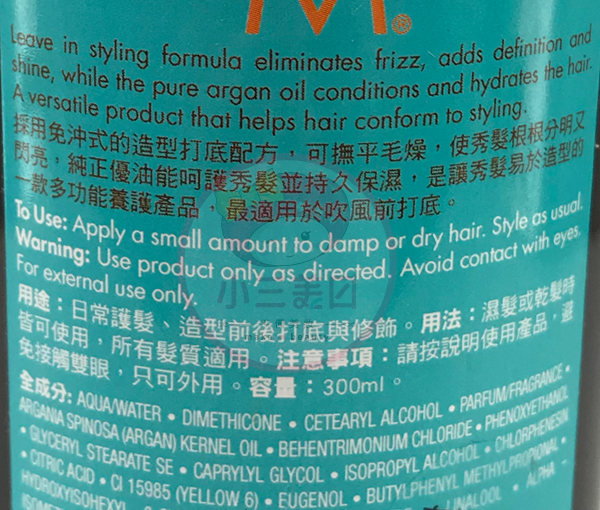 M®
Leave in styling formula eliminates frizz, adds definition and
shine, while the pure argan oil conditions and hydrates the hair.
A versatile product that helps hair conform to styling.
採用免沖式的造型打底配方，可撫平毛燥，使秀髮根根分明又
閃亮，純正優油能呵護秀髮並持久保濕，是讓秀髮易於造型的
一款多功能養護產品，最適用於吹風前打底。
To Use: Apply a small amount to damp or dry hair. Style as usual.
Warning: Use product only as directed. Avoid contact with eyes.
For external use only.
小三美日
用途：日常護髮、造型前後打底與修飾。用法：濕髮或乾髮時
皆可使用，所有髮質適用。注意事項：請按說明使用產品，避
免接觸雙眼，只可外用。容量：300ml。
全成分: AQUA/WATER • DIMETHICONE • CETEARYL ALCOHOL • PARFUM/FRAGRANCE •
ARGANIA SPINOSA (ARGAN) KERNEL OIL • BEHENTRIMONIUM CHLORIDE • PHENOXYETHANOL
• GLYCERYL STEARATE SE • CAPRYLYL GLYCOL • ISOPROPYL ALCOHOL • CHLORPHENESIN
• CITRIC ACID • CI 15985 (YELLOW 6) • EUGENOL • BUTYLPHENYL METHYLPROPIONAL •
HYDROXYISOHEXYL LINALOOL • ALPHA -